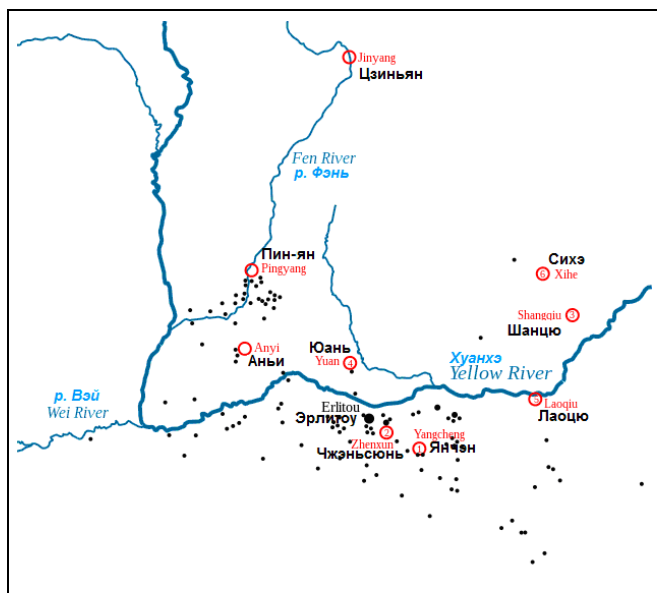 Jinyang
Цзиньян
Fen River
р. Фэнь
Пин-ян
Pingyang
Сихэ
6 Xihe
Shangqiu 3
Шанцю
Anyi
Аньи
Юань
Yuan 4
Хуанхэ
Yellow River
р. Вэй
Wei River
5 Laoqiu
Лаоцю
Erlitou
Эрлитоу
2
Zhenxun
Чжэньсюнь
Yangcheng
1 Янчэн